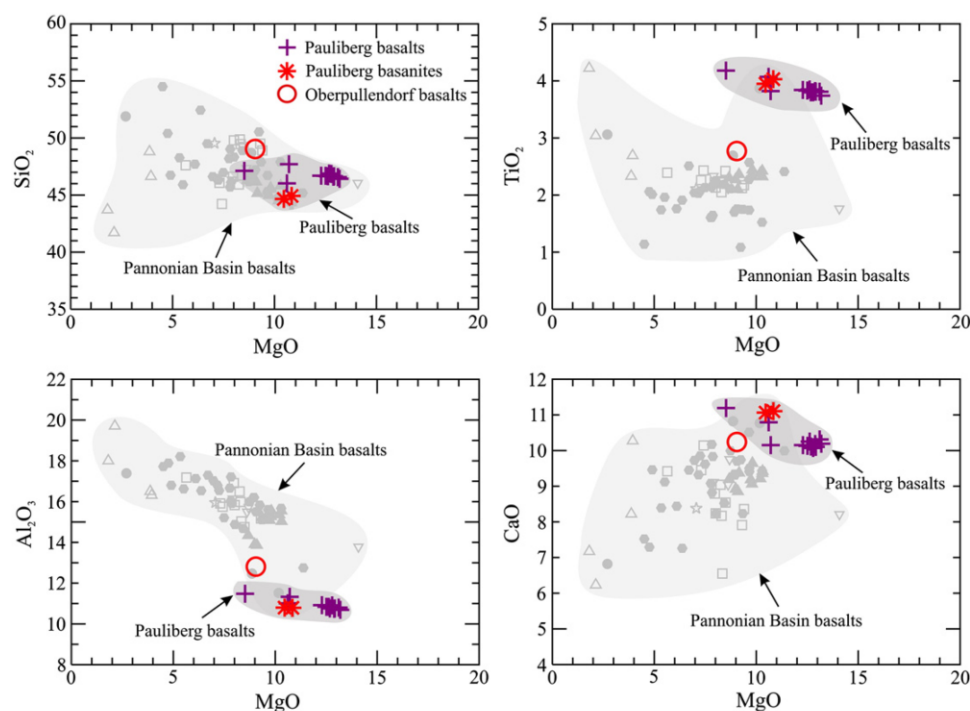 60
55
50
45
40
35
SiO2
+ Pauliberg basalts
Pauliberg basanites
Oberpullendorf basalts
Pauliberg basalts
Pannonian Basin basalts
0 5 10 15 20
MgO
5
4
3
2
1
0
TiO2
Pauliberg basalts
Pannonian Basin basalts
0 5 10 15 20
MgO
22
20
18
16
14
12
10
8
Al2O3
Pannonian Basin basalts
Pauliberg basalts
0 5 10 15 20
MgO
12
11
10
9
8
7
6
5
4
CaO
Pauliberg basalts
Pannonian Basin basalts
0 5 10 15 20
MgO